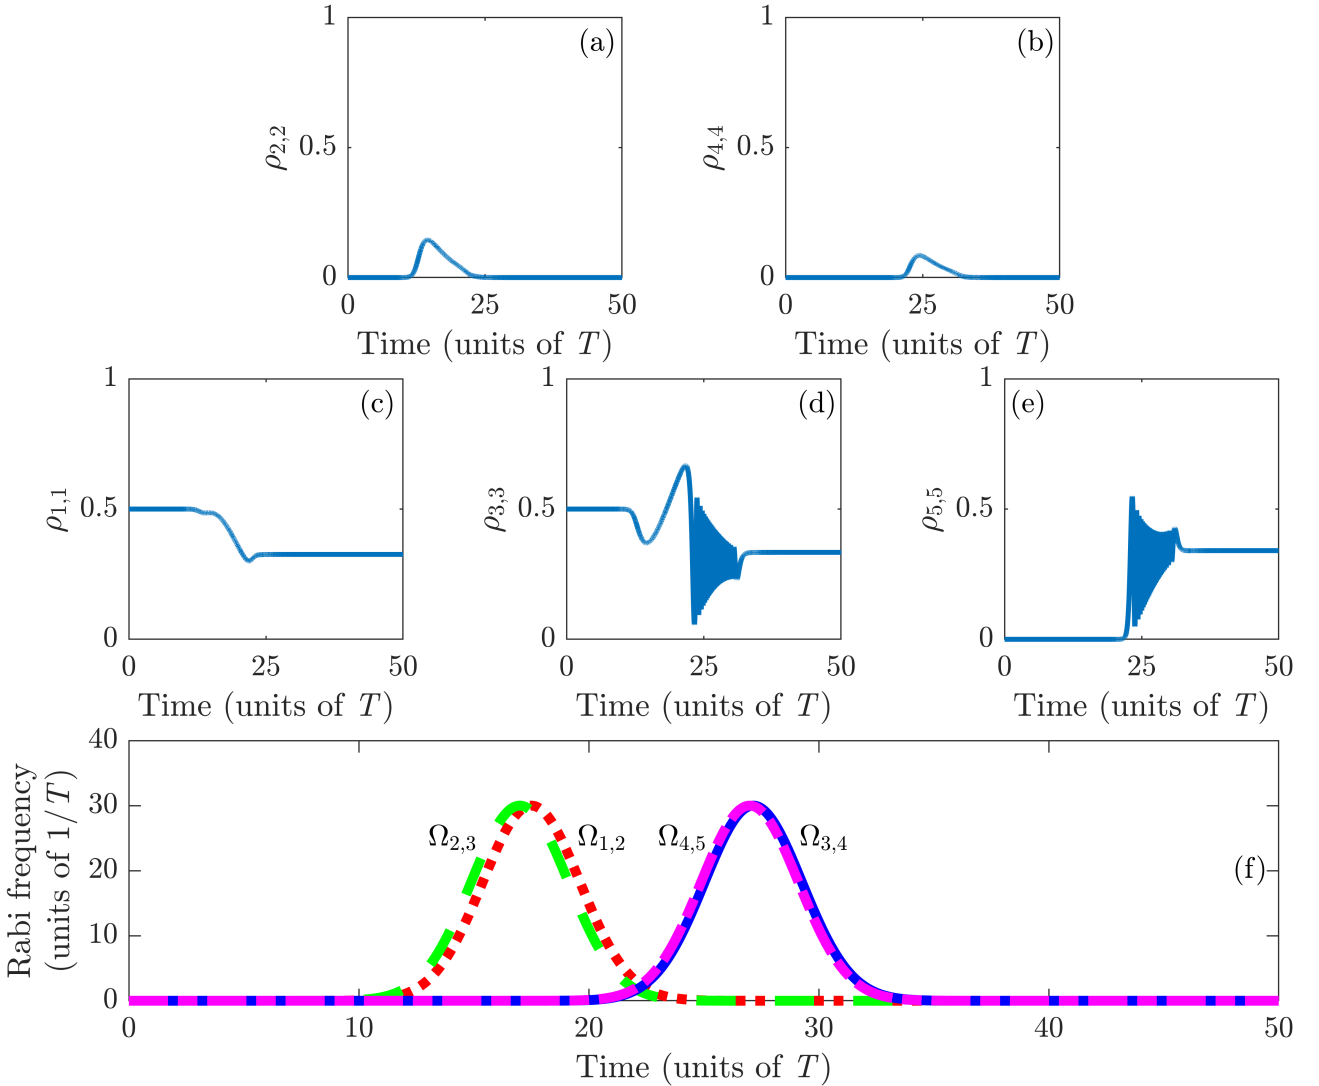 1
(a)
ρ2,2
0.5
0
0
25
50
Time (units of T)
1
(b)
ρ4,4
0.5
0
0
25
50
Time (units of T)
1
(c)
ρ1,1
0.5
0
0
25
50
Time (units of T)
1
(d)
ρ3,3
0.5
0
0
25
50
Time (units of T)
1
(e)
ρ5,5
0.5
0
0
25
50
Time (units of T)
Rabi frequency
(units of 1/T)
40
30
20
10
0
Ω2,3
Ω1,2
Ω4,5
Ω3,4
(f)
0
10
20
30
40
50
Time (units of T)